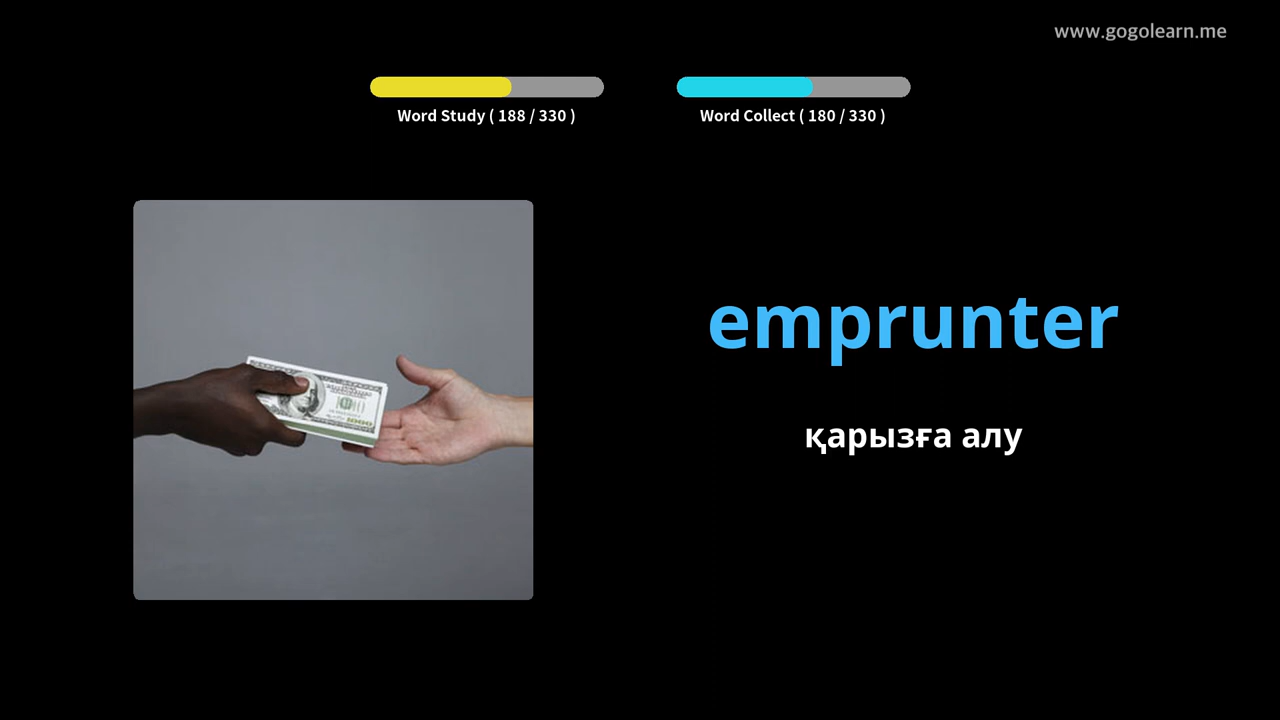 www.gogolearn.me
Word Study ( 188 / 330 )
Word Collect ( 180 / 330 )
emprunter
қарызға алу